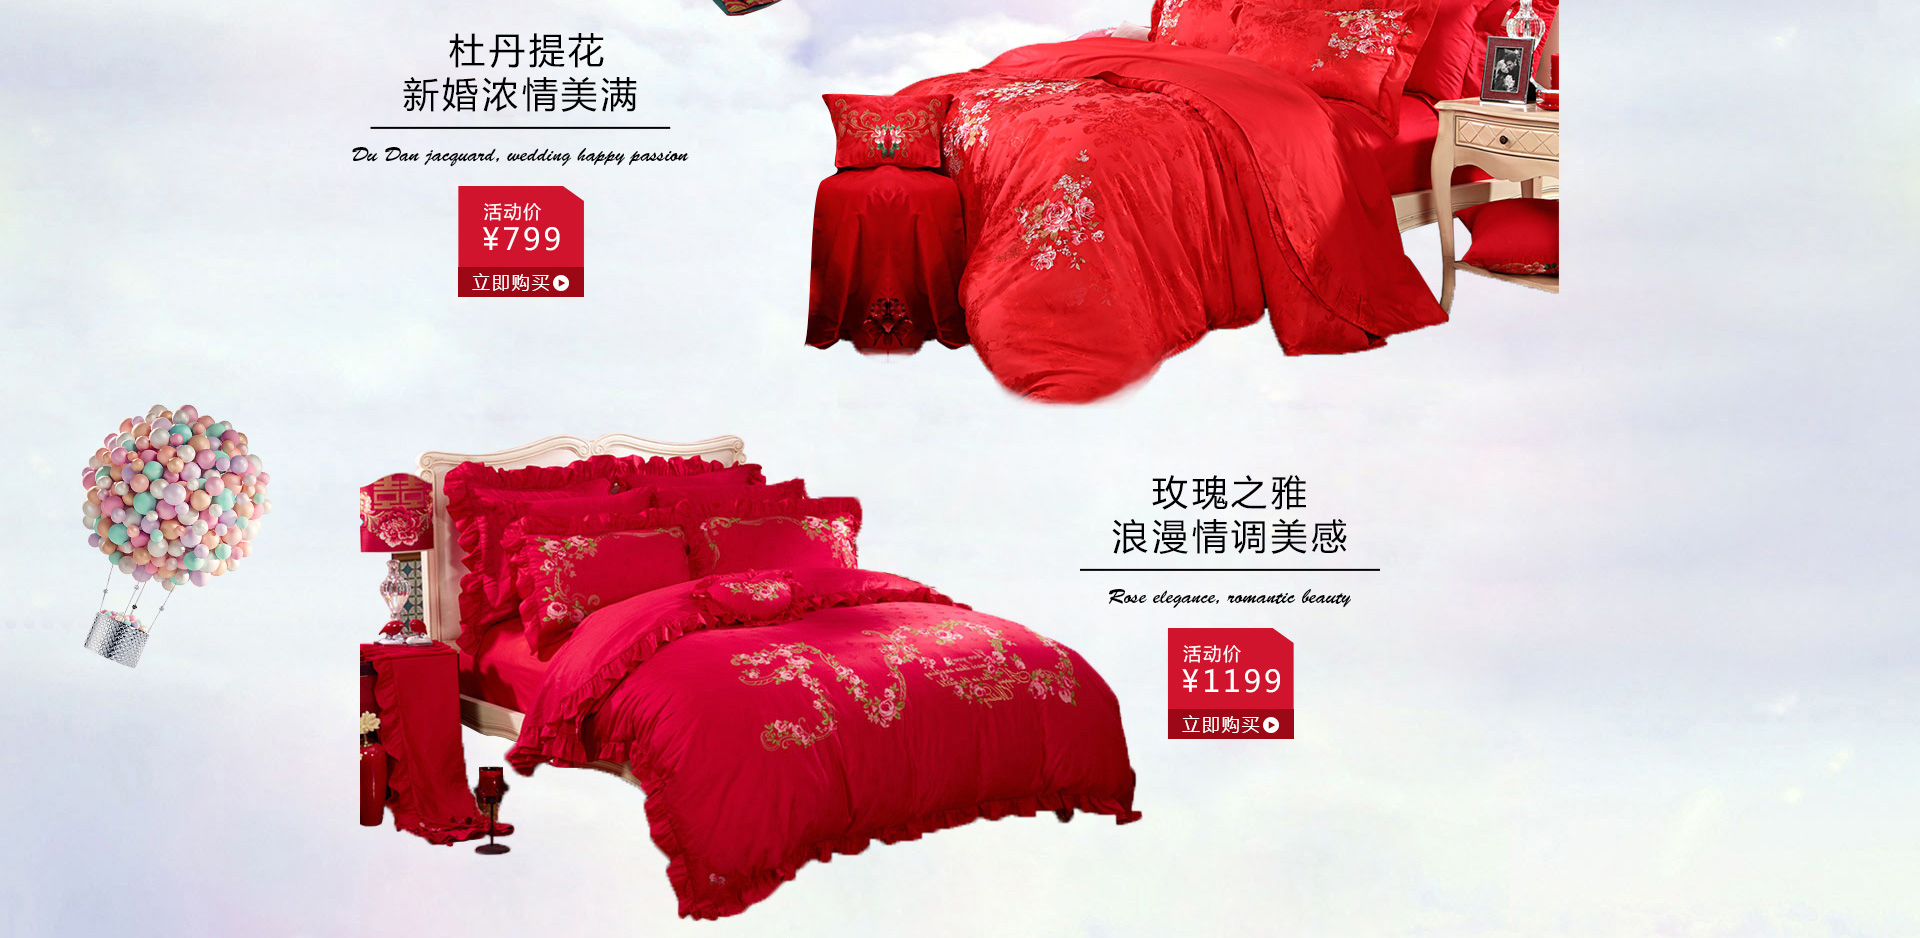 杜丹提花
新婚浓情美满
Du Dan jacquard, wedding happy passion
活动价
¥799
立即购买
玫瑰之雅
浪漫情调美感
Rose elegance, romantic beauty
活动价
¥1199
立即购买